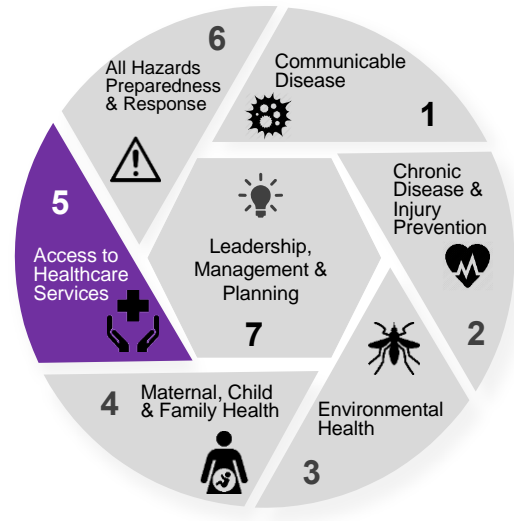 6
All Hazards
Preparedness
& Response
Communicable
Disease
1
Chronic
Disease &
Injury
Prevention
2
Environmental
Health
3
4
Maternal, Child
& Family Health
5
Access to
Healthcare
Services
Leadership,
Management &
Planning
7